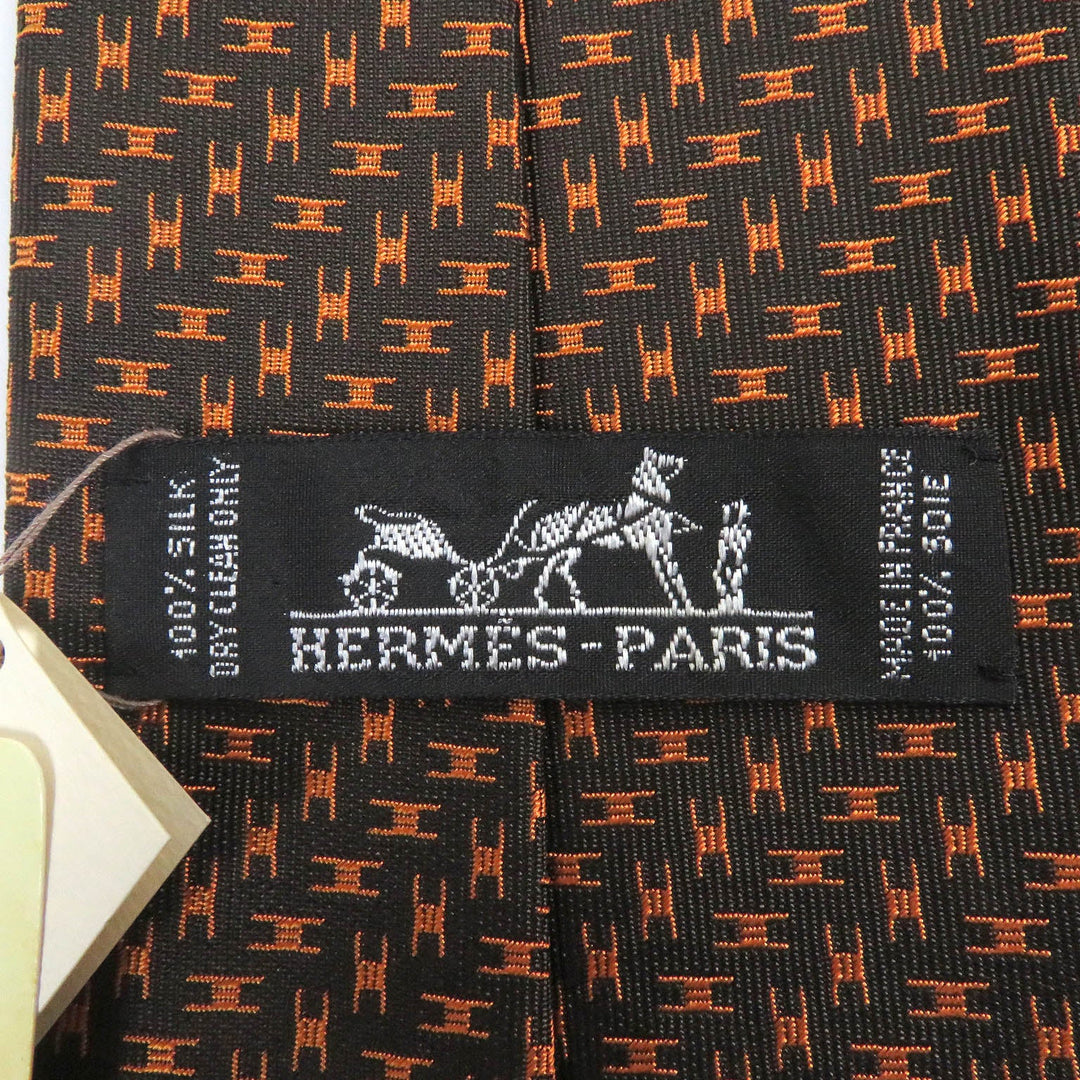 100% SILK
DRY CLEAN ONLY
HERMÈS-PARIS
MADE IN FRANCE
100% SOIE